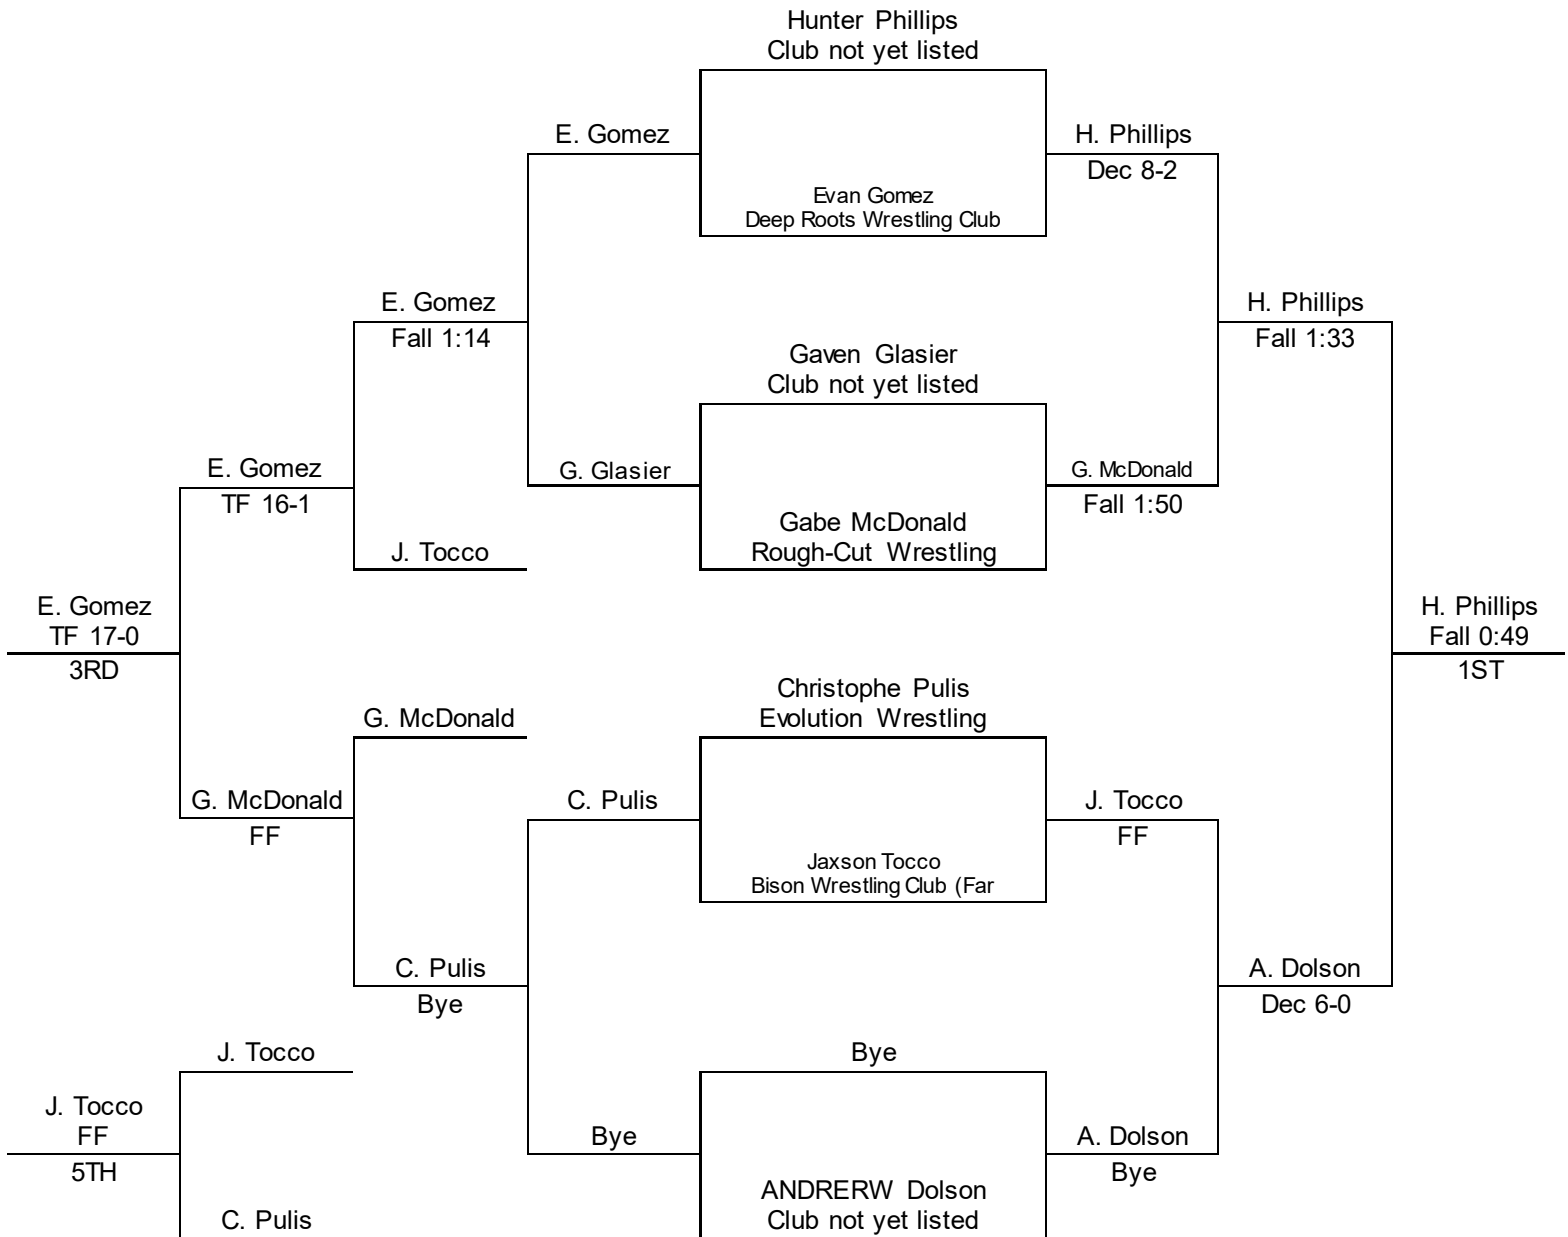 Hunter Phillips
Club not yet listed
E. Gomez
H. Phillips
Dec 8-2
Evan Gomez
Deep Roots Wrestling Club
E. Gomez
Fall 1:14
H. Phillips
Fall 1:33
Gaven Glasier
Club not yet listed
E. Gomez
TF 16-1
G. Glasier
G. McDonald
Fall 1:50
Gabe McDonald
Rough-Cut Wrestling
J. Tocco
E. Gomez
TF 17-0
3RD
H. Phillips
Fall 0:49
1ST
Christophe Pulis
Evolution Wrestling
G. McDonald
G. McDonald
FF
C. Pulis
J. Tocco
FF
Jaxson Tocco
Bison Wrestling Club (Far
C. Pulis
Bye
A. Dolson
Dec 6-0
J. Tocco
Bye
J. Tocco
FF
5TH
Bye
A. Dolson
Bye
ANDRERW Dolson
Club not yet listed
C. Pulis